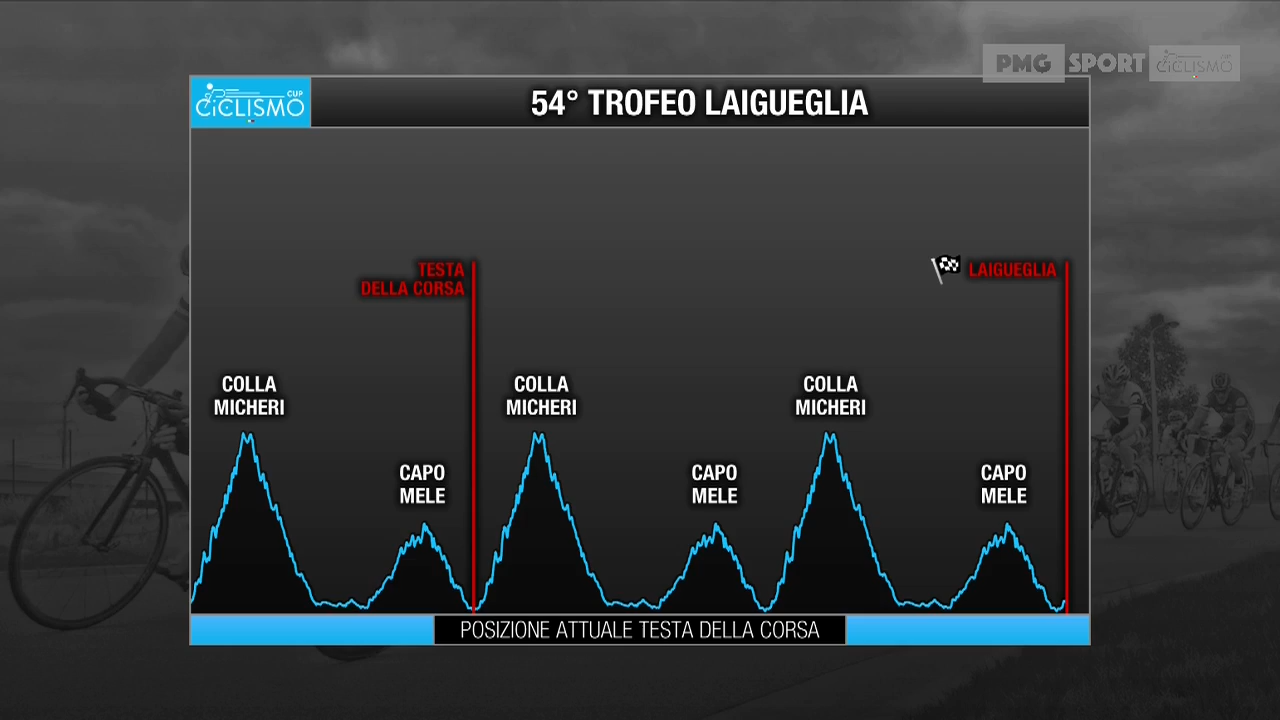 PMG SPORT CICLISMO CUP
CICLISMO CUP
54° TROFEO LAIGUEGLIA
TESTA
DELLA CORSA
LAIGUEGLIA
COLLA
MICHERI
CAPO
MELE
COLLA
MICHERI
CAPO
MELE
COLLA
MICHERI
CAPO
MELE
POSIZIONE ATTUALE TESTA DELLA CORSA